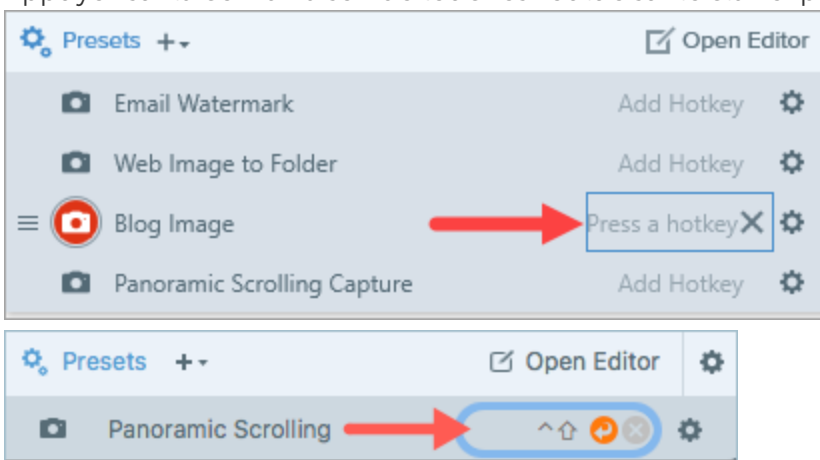 Presets + Open Editor
Email Watermark Add Hotkey
Web Image to Folder Add Hotkey
Blog Image Press a hotkey
Panoramic Scrolling Capture Add Hotkey
Presets + Open Editor
Panoramic Scrolling